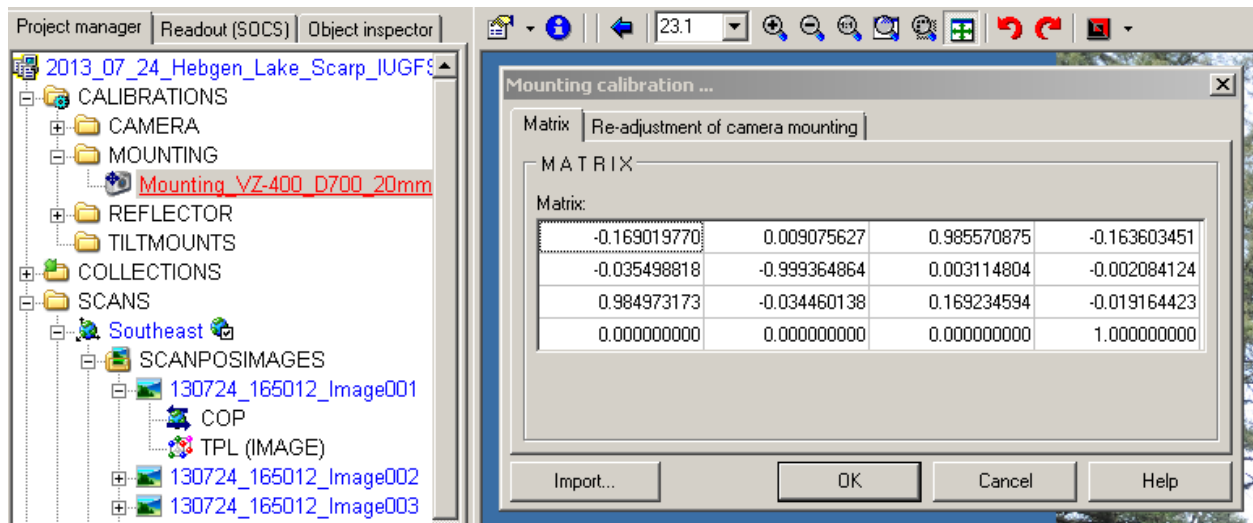 Project manager Readout (SOCS) Object inspector
23.1
2013_07_24_Hebgen_Lake_Scarp_IUGFS
CALIBRATIONS
CAMERA
MOUNTING
Mounting_VZ-400_D700_20mm
REFLECTOR
TILTMOUNTS
COLLECTIONS
SCANS
Southeast
SCANPOSIMAGES
130724_165012_Image001
COP
TPL (IMAGE)
130724_165012_Image002
130724_165012_Image003
Mounting calibration ...
Matrix Re-adjustment of camera mounting
MATRIX
Matrix:
-0.169019770 0.009075627 0.985570875 -0.163603451
-0.035498818 -0.999364864 0.003114804 -0.002084124
0.984973173 -0.034460138 0.169234594 -0.019164423
0.000000000 0.000000000 0.000000000 1.000000000
Import... OK Cancel Help